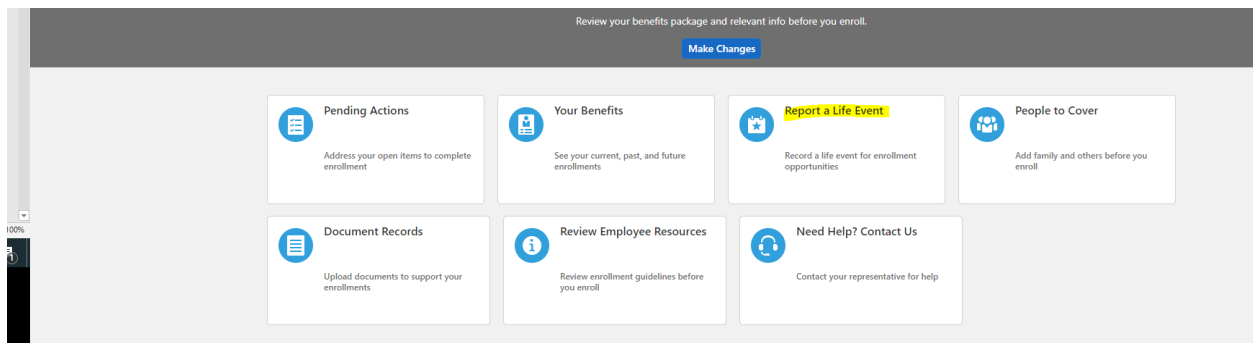 Review your benefits package and relevant info before you enroll.
Make Changes
Pending Actions
Address your open items to complete
enrollment
Your Benefits
See your current, past, and future
enrollments
Report a Life Event
Record a life event for enrollment
opportunities
People to Cover
Add family and others before you
enroll
100%
1
Document Records
Upload documents to support your
enrollments
Review Employee Resources
Review enrollment guidelines before
you enroll
Need Help? Contact Us
Contact your representative for help